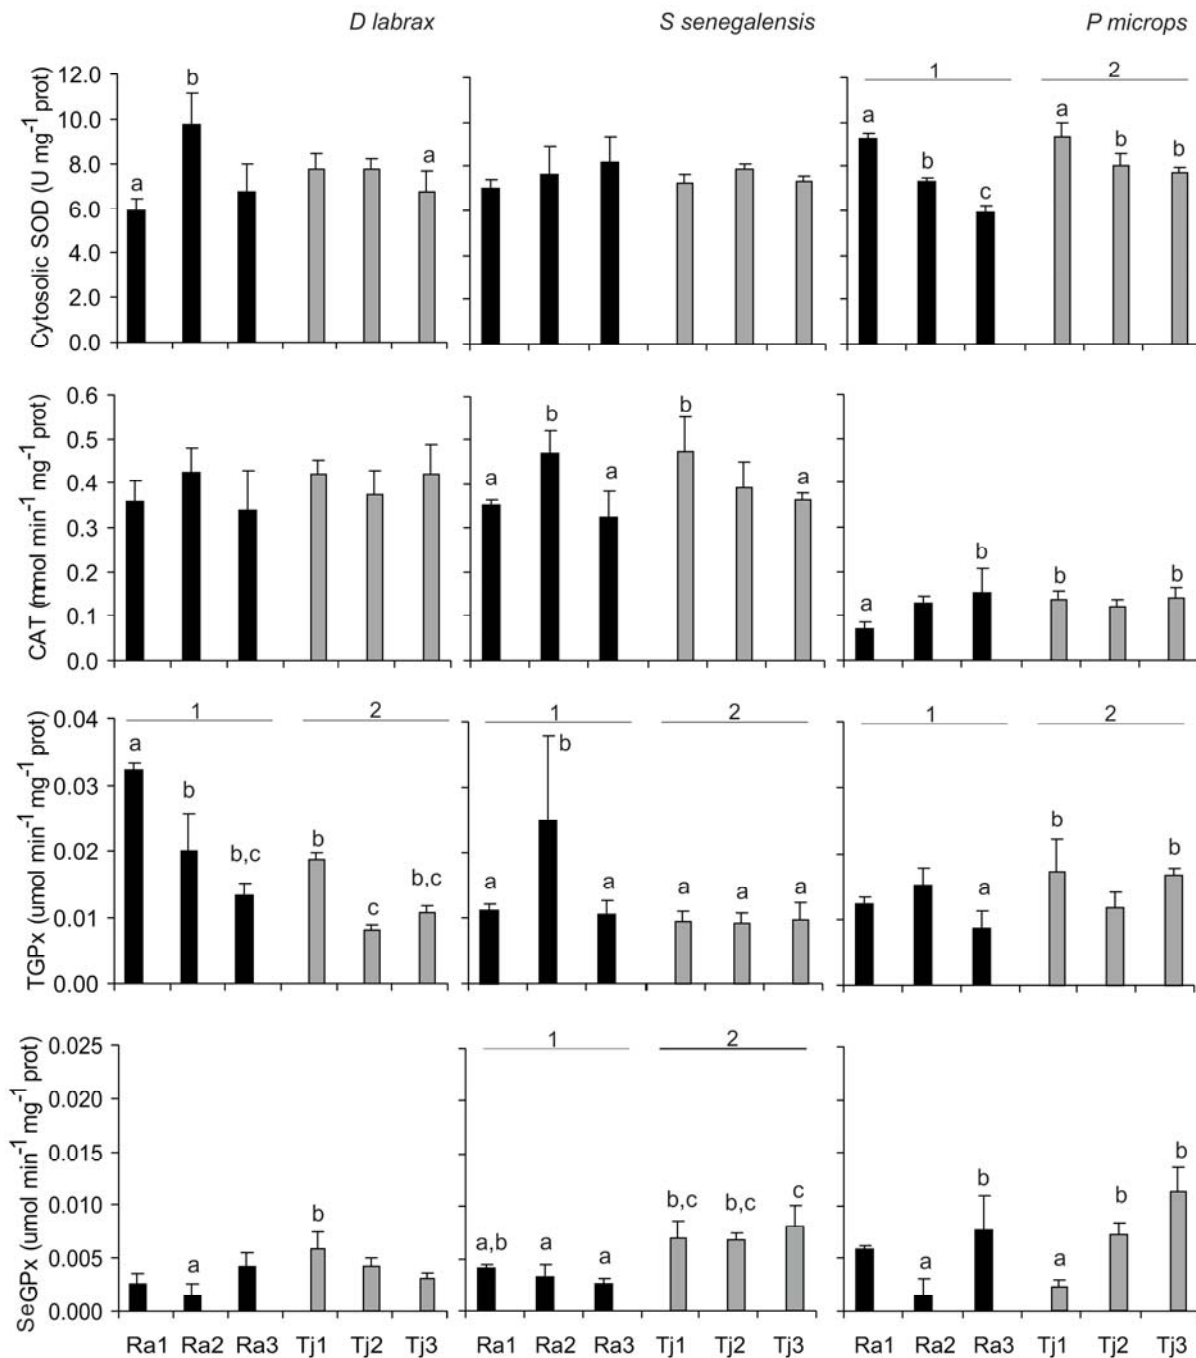 D labrax S senegalensis P microps
Cytosolic SOD (U mg-1 prot)
12.0
10.0
8.0
6.0
4.0
2.0
0.0
a b a
1 2
a b c a b b
CAT (mmol min-1 mg-1 prot)
0.6
0.5
0.4
0.3
0.2
0.1
0.0
a b a b a
a b b b
TGPx (umol min-1 mg-1 prot)
0.04
0.03
0.02
0.01
0.00
1 2
a b b,c b c b,c
1 2
a b a a a a
1 2
a b b
SeGPx (umol min-1 mg-1 prot)
0.025
0.020
0.015
0.010
0.005
0.000
a b
1 2
a,b a a b,c b,c c
a b a b b
Ra1 Ra2 Ra3 Tj1 Tj2 Tj3 Ra1 Ra2 Ra3 Tj1 Tj2 Tj3 Ra1 Ra2 Ra3 Tj1 Tj2 Tj3